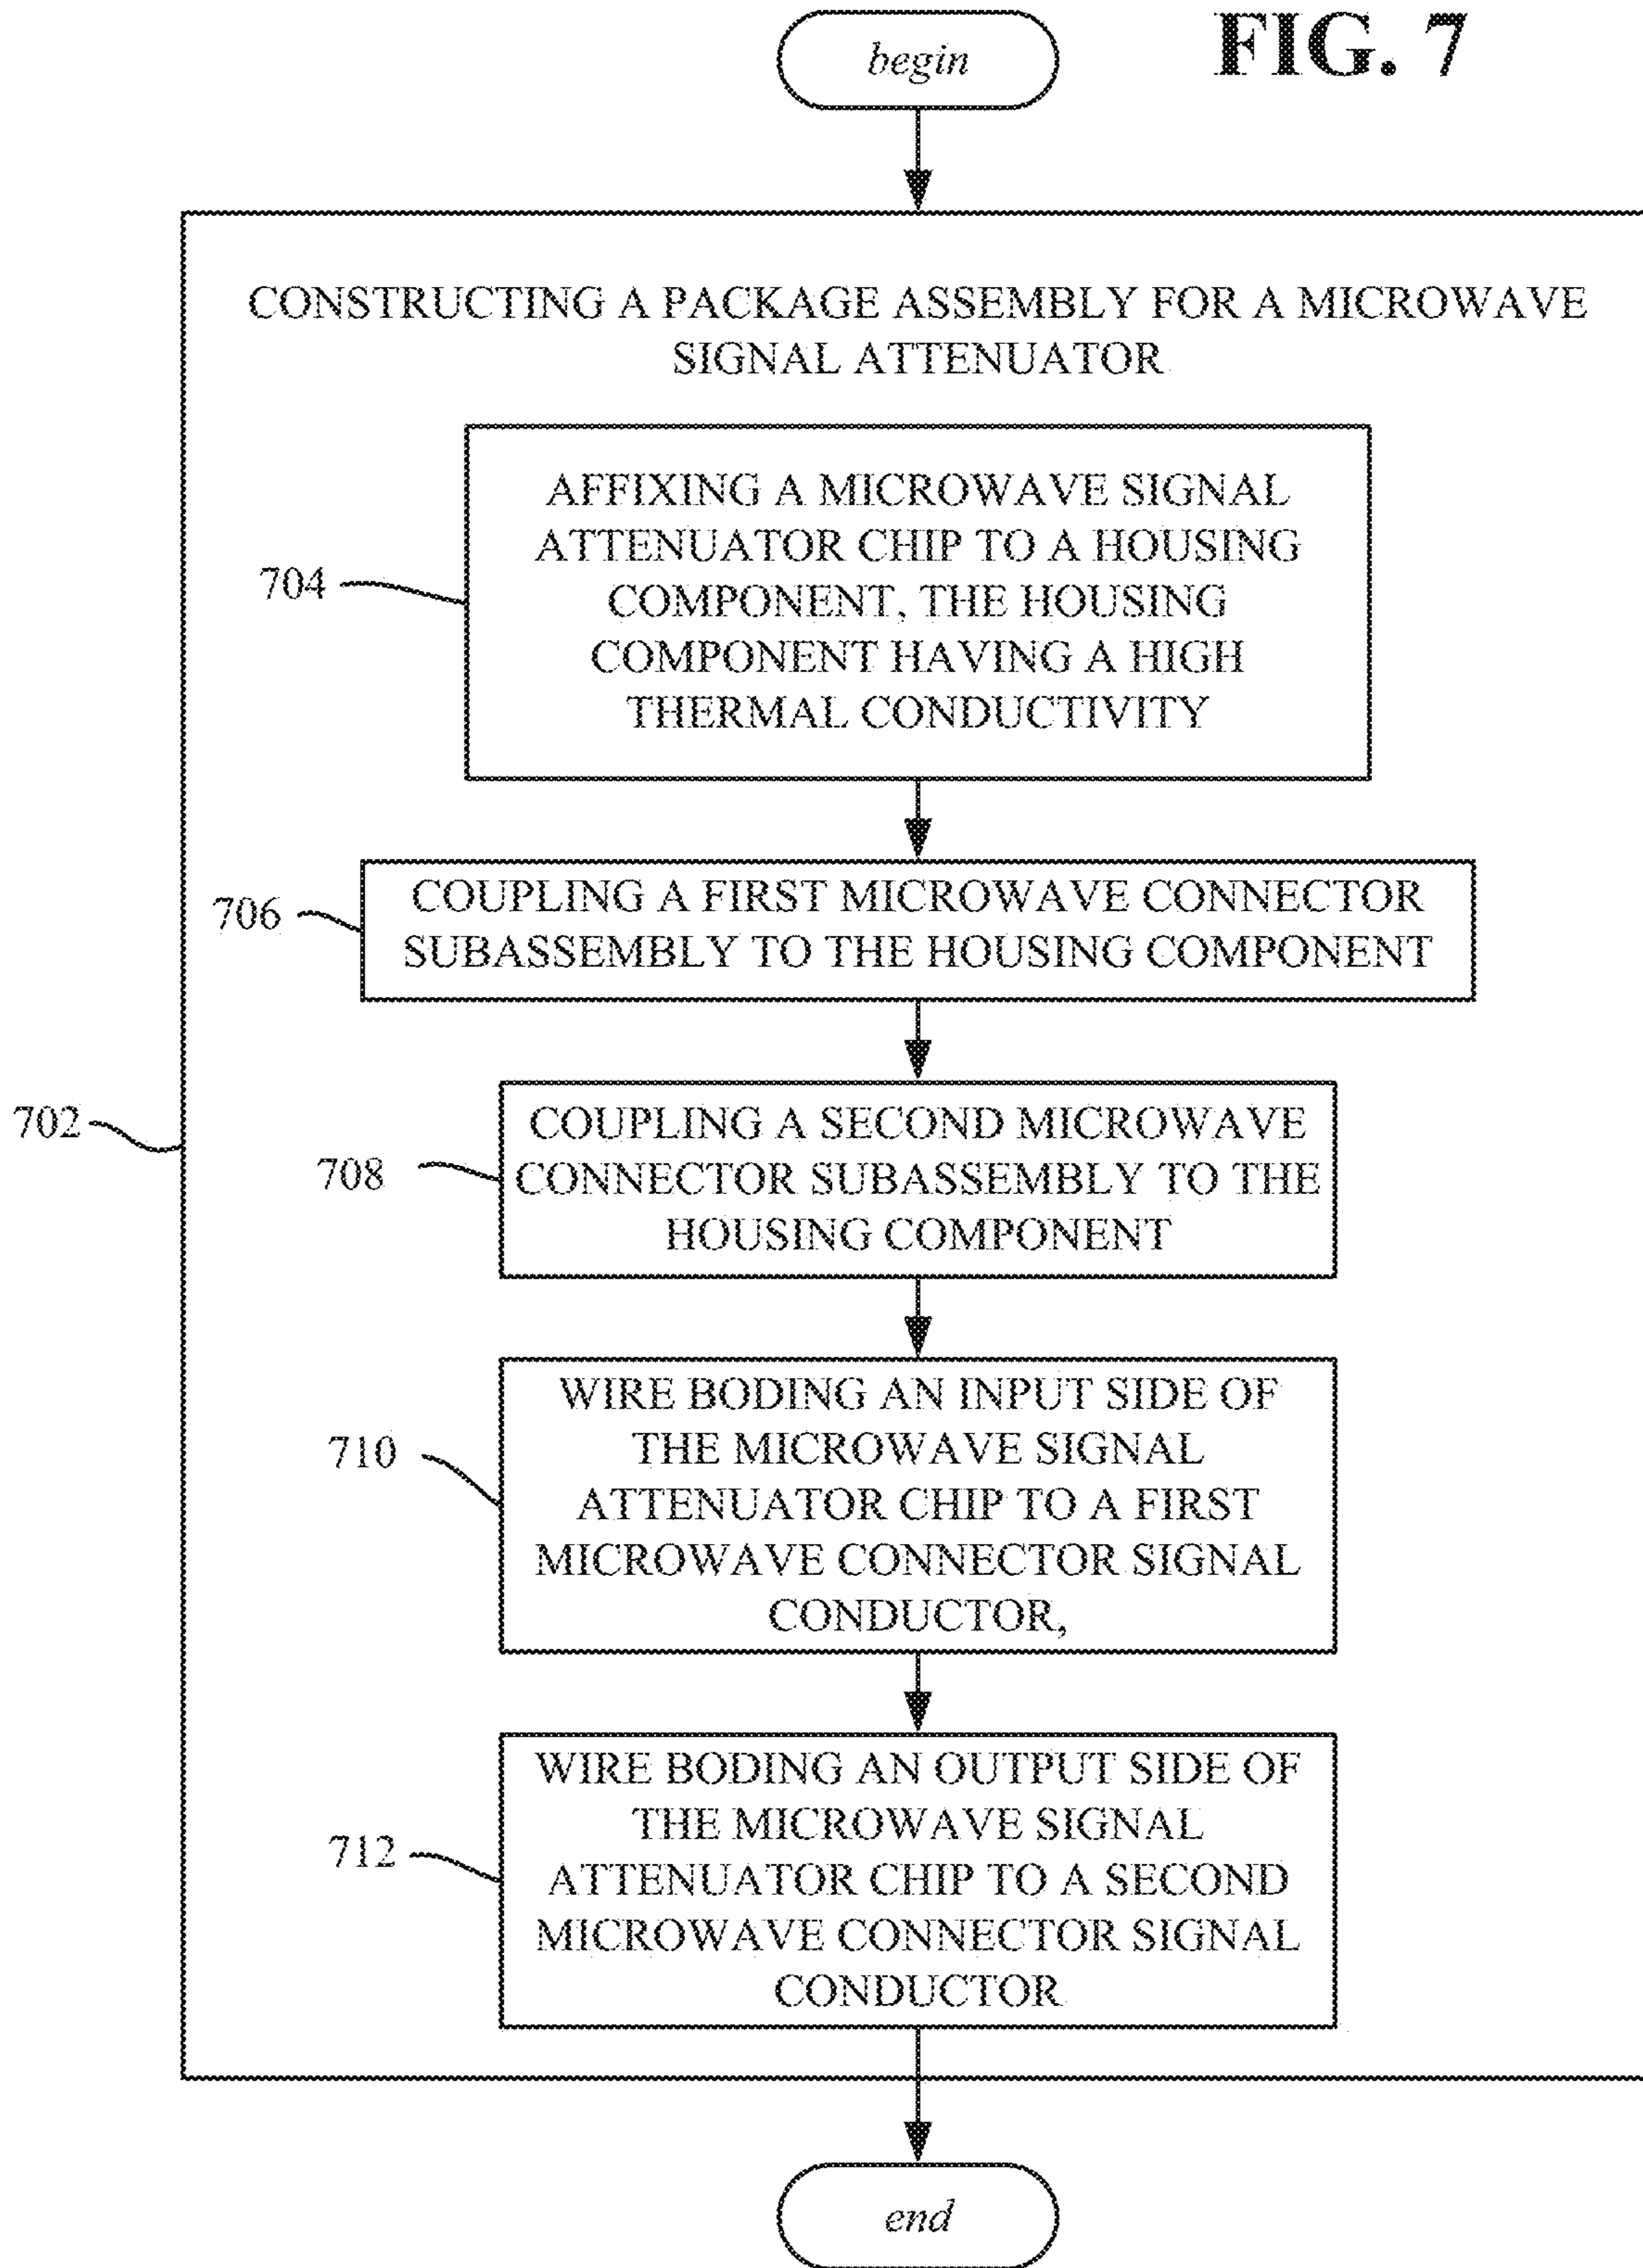 FIG. 7
begin
CONSTRUCTING A PACKAGE ASSEMBLY FOR A MICROWAVE
SIGNAL ATTENUATOR
702
704
AFFIXING A MICROWAVE SIGNAL
ATTENUATOR CHIP TO A HOUSING
COMPONENT, THE HOUSING
COMPONENT HAVING A HIGH
THERMAL CONDUCTIVITY
706
COUPLING A FIRST MICROWAVE CONNECTOR
SUBASSEMBLY TO THE HOUSING COMPONENT
708
COUPLING A SECOND MICROWAVE
CONNECTOR SUBASSEMBLY TO THE
HOUSING COMPONENT
710
WIRE BODING AN INPUT SIDE OF
THE MICROWAVE SIGNAL
ATTENUATOR CHIP TO A FIRST
MICROWAVE CONNECTOR SIGNAL
CONDUCTOR,
712
WIRE BODING AN OUTPUT SIDE OF
THE MICROWAVE SIGNAL
ATTENUATOR CHIP TO A SECOND
MICROWAVE CONNECTOR SIGNAL
CONDUCTOR
end